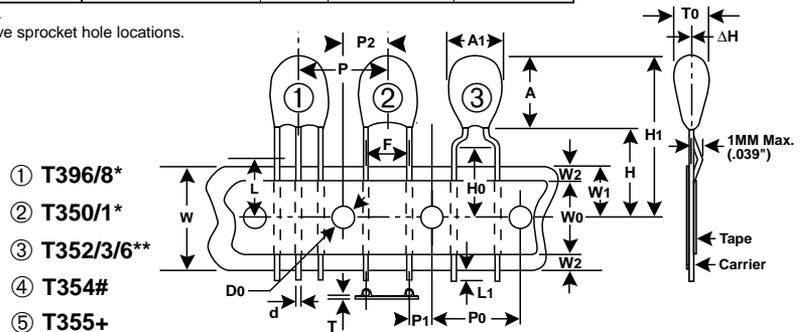 ve sprocket hole locations.
① T396/8*
② T350/1*
③ T352/3/6**
④ T354#
⑤ T355+
P2
P
A1
T0
ΔH
①
②
③
A
H1
H
1MM Max.
(.039")
F
L
H0
W
W2
W1
W0
W2
D0
d
T
P1
L1
P0
Tape
Carrier